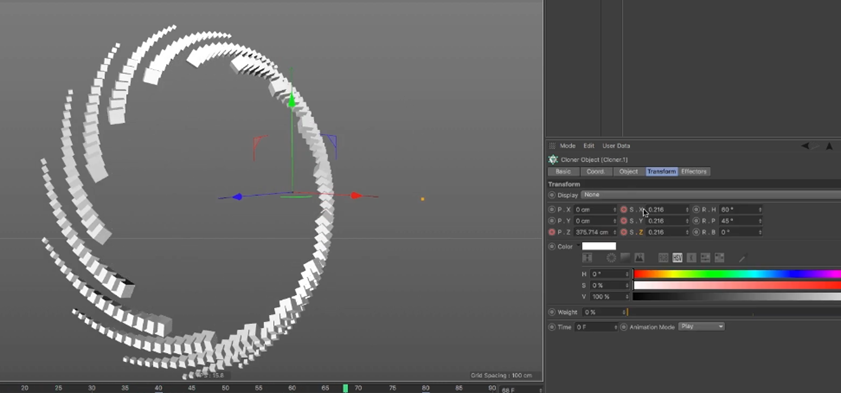 Mode Edit User Data
Cloner Object [Cloner.1]
Basic Coord. Object Transform Effectors
Transform
Display None
P . X 0 cm S . X 0.216 R . H 60 °
P . Y 0 cm S . Y 0.216 R . P 45 °
P . Z 375.714 cm S . Z 0.216 R . B 0 °
Color
H 0 °
S 0 %
V 100 %
Weight 0 %
Time 0 F Animation Mode Play
Grid Spacing : 100 cm
20 25 30 35 40 45 50 55 60 65 70 75 80 85 90 68 F